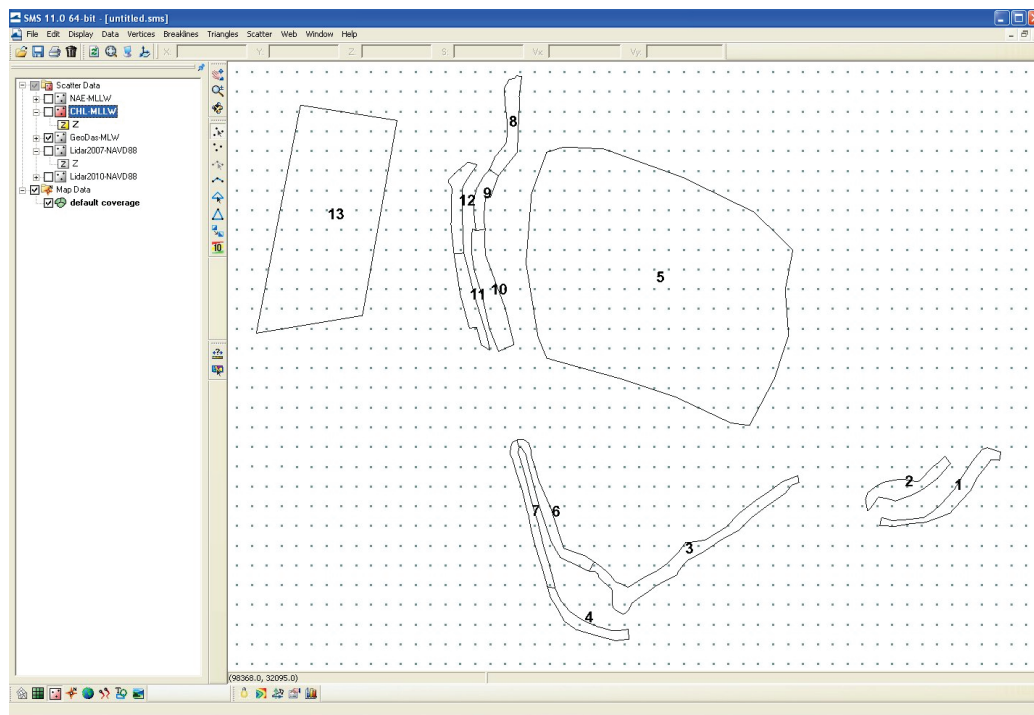 SMS 11.0 64-bit - [untitled.sms]
File Edit Display Data Vertices Breaklines Triangles Scatter Web Window Help
X: Y: Z: S: Vx: Vy:
Scatter Data
NAE-MLLW
CHL-MLLW
Z Z
GeoDas-MLW
Lidar2007-NAVD88
Z Z
Lidar2010-NAVD88
Map Data
default coverage
10
8
12
9
13
5
11
10
2
1
7
6
3
4
(98368.0, 32095.0)